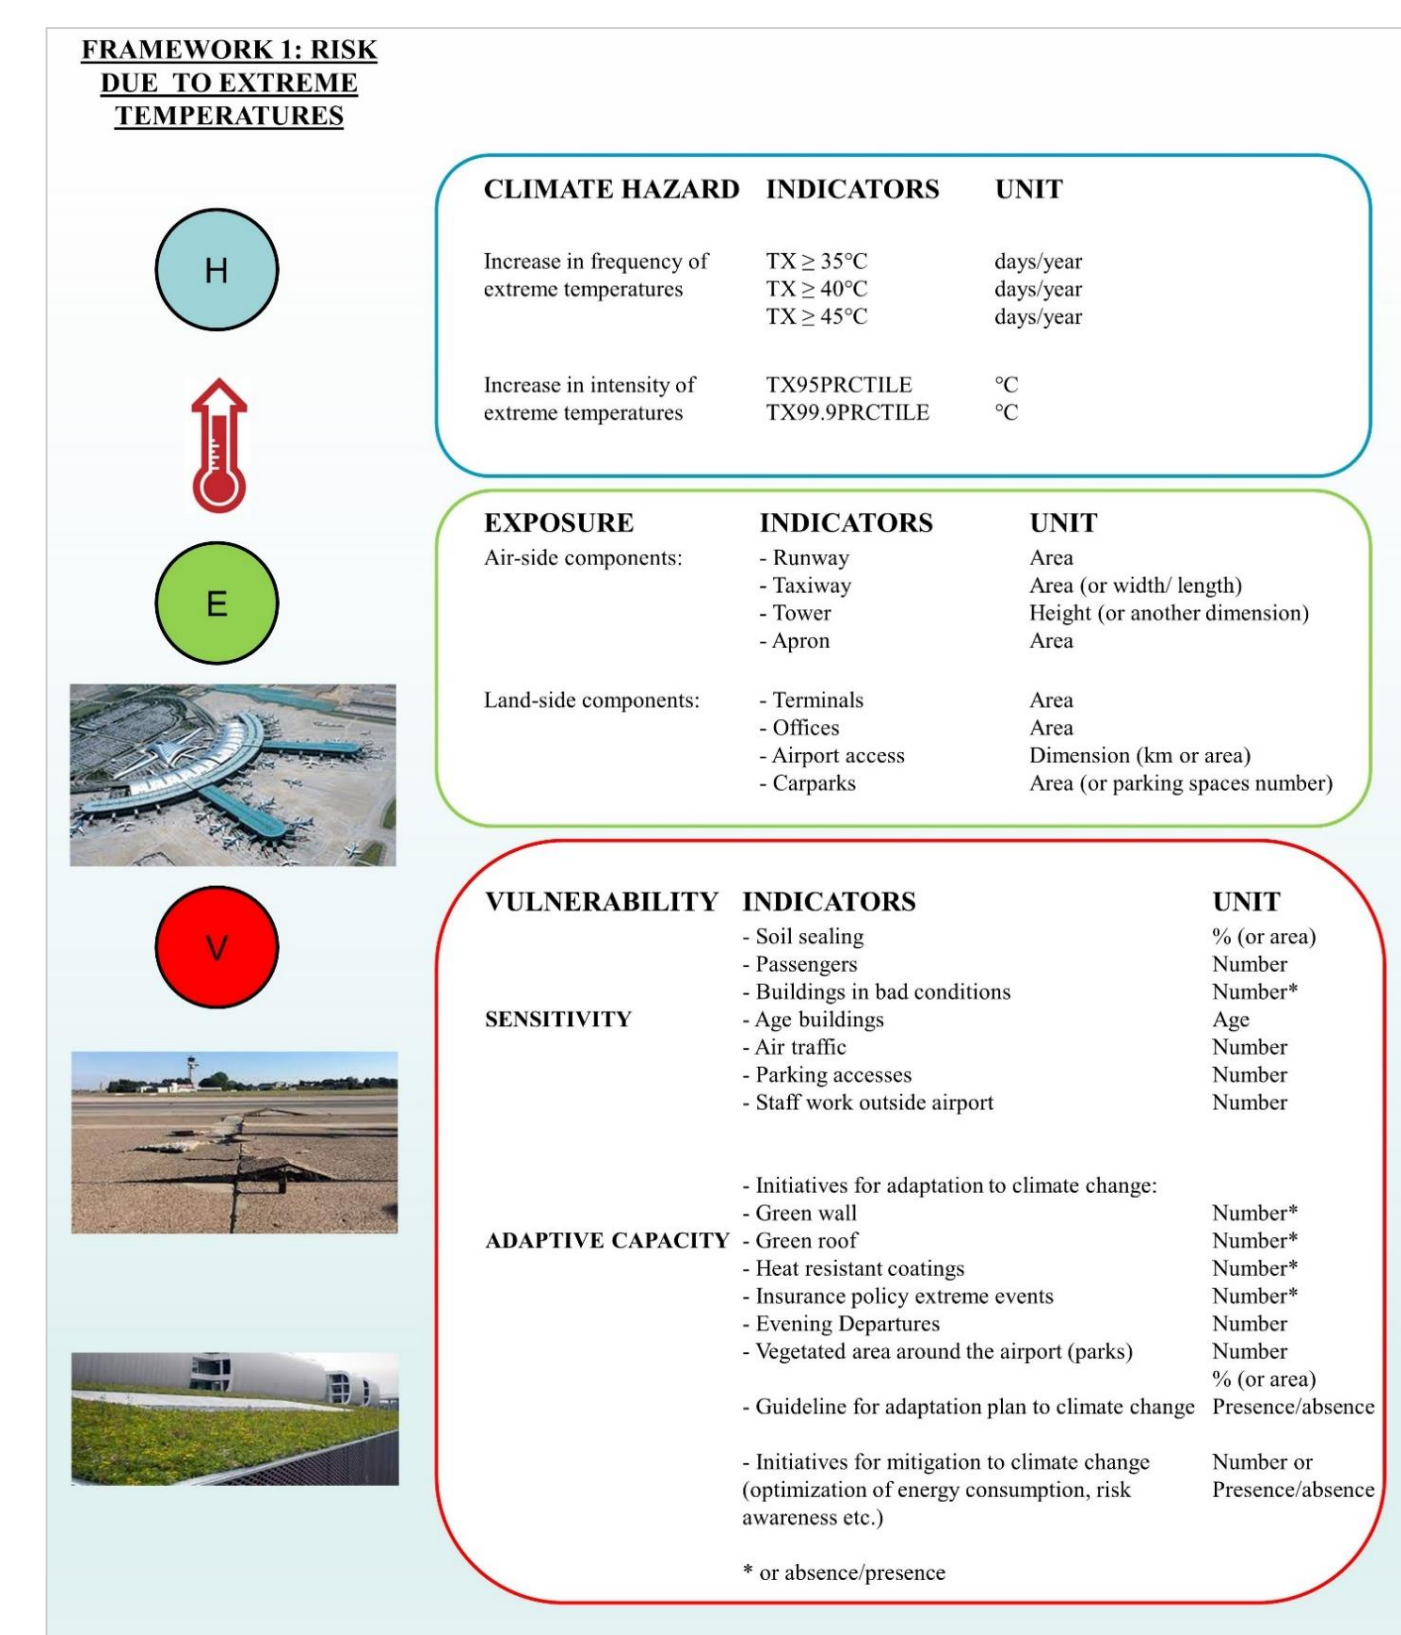 FRAMEWORK 1: RISK
DUE TO EXTREME
TEMPERATURES
H
E
V
CLIMATE HAZARD INDICATORS UNIT
Increase in frequency of TX ≥ 35°C days/year
extreme temperatures TX ≥ 40°C days/year
TX ≥ 45°C days/year
Increase in intensity of TX95PRCTILE °C
extreme temperatures TX99.9PRCTILE °C
EXPOSURE INDICATORS UNIT
Air-side components: - Runway Area
- Taxiway Area (or width/ length)
- Tower Height (or another dimension)
- Apron Area
Land-side components: - Terminals Area
- Offices Area
- Airport access Dimension (km or area)
- Carparks Area (or parking spaces number)
VULNERABILITY INDICATORS UNIT
- Soil sealing % (or area)
- Passengers Number
- Buildings in bad conditions Number*
SENSITIVITY - Age buildings Age
- Air traffic Number
- Parking accesses Number
- Staff work outside airport Number
- Initiatives for adaptation to climate change:
- Green wall Number*
ADAPTIVE CAPACITY - Green roof Number*
- Heat resistant coatings Number*
- Insurance policy extreme events Number*
- Evening Departures Number
- Vegetated area around the airport (parks) Number
% (or area)
- Guideline for adaptation plan to climate change Presence/absence
- Initiatives for mitigation to climate change Number or
(optimization of energy consumption, risk Presence/absence
awareness etc.)
* or absence/presence